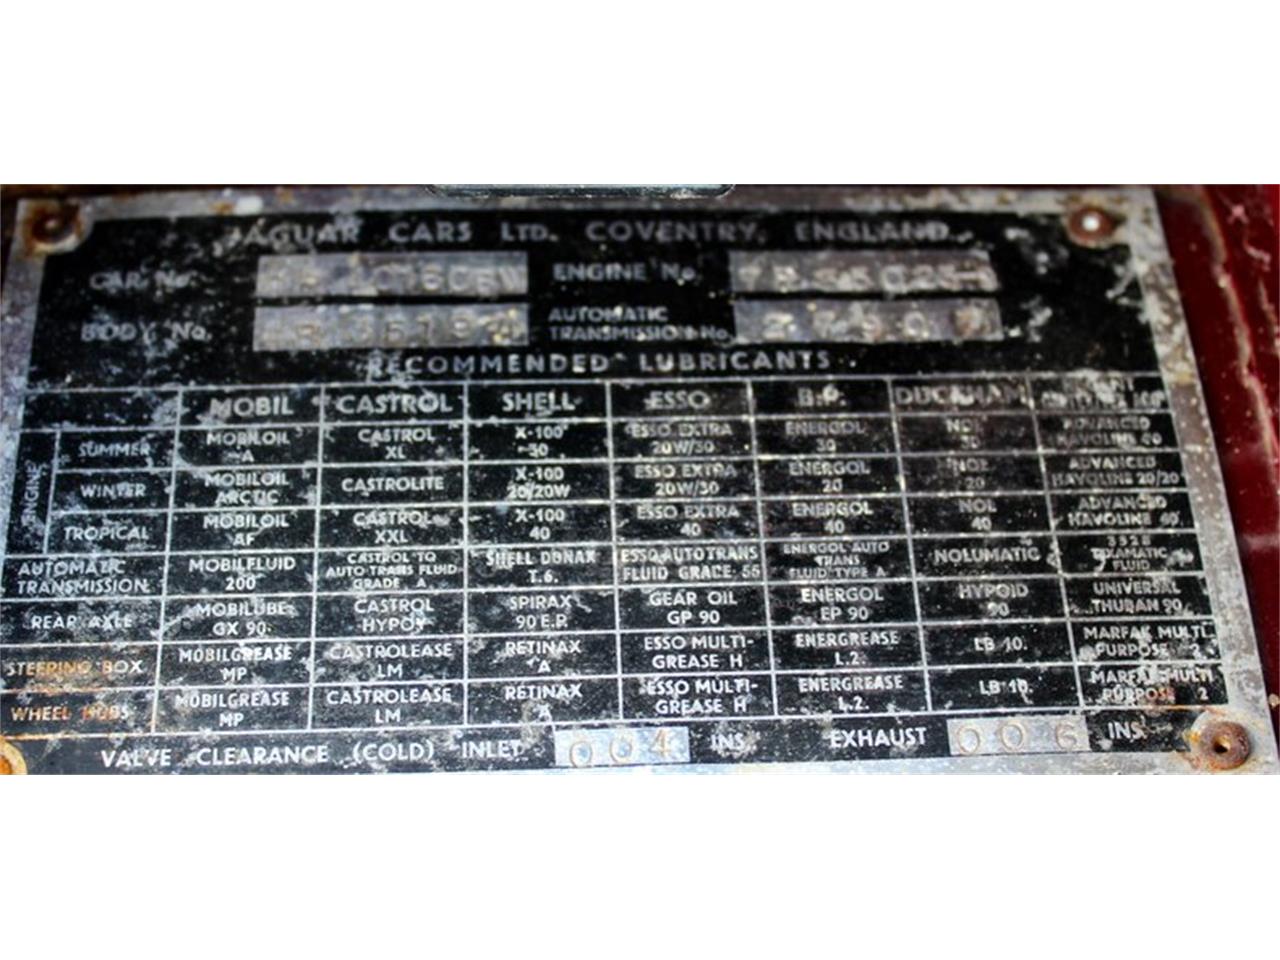 JAGUAR CARS LTD. COVENTRY, ENGLAND
CAR No. ENGINE No.
BODY No. AUTOMATIC
TRANSMISSION No.
RECOMMENDED LUBRICANTS
MOBIL CASTROL SHELL ESSO B.P. DUCKHAM
ENGINE
SUMMER MOBILOIL CASTROL X-100 ESSO EXTRA ENERGOL NOL ADVANCED
A XL 30 20W/30 30 30 HAVOLINE
WINTER MOBILOIL CASTROLITE X-100 ESSO EXTRA ENERGOL NOL ADVANCED
ARCTIC 20/20W 20W/30 20 20 HAVOLINE 20/20
TROPICAL MOBILOIL CASTROL X-100 ESSO EXTRA ENERGOL NOL ADVANCED
AF XXL 40 40 40 40 HAVOLINE 40
AUTOMATIC MOBILFLUID CASTROL TQ SHELL DONAX ESSO AUTOTRANS ENERGOL AUTO NOLUMATIC 3528
TRANSMISSION 200 AUTO TRANS FLUID T.6. FLUID GRADE 55 TRANS TEXAMATIC
GRADE A FLUID TYPE A FLUID
REAR AXLE MOBILUBE CASTROL SPIRAX GEAR OIL ENERGOL HYPOID UNIVERSAL
GX 90 HYPOY 90 E.P. GP 90 EP 90 90 THUBAN 90
STEERING BOX MOBILGREASE CASTROLEASE RETINAX ESSO MULTI- ENERGREASE LB 10. MARFAK MULTI
MP LM A GREASE H L.2. PURPOSE 2
WHEEL HUBS MOBILGREASE CASTROLEASE RETINAX ESSO MULTI- ENERGREASE LB 10. MARFAK MULTI
MP LM A GREASE H L.2. PURPOSE 2
VALVE CLEARANCE (COLD) INLET 004 INS. EXHAUST 006 INS.